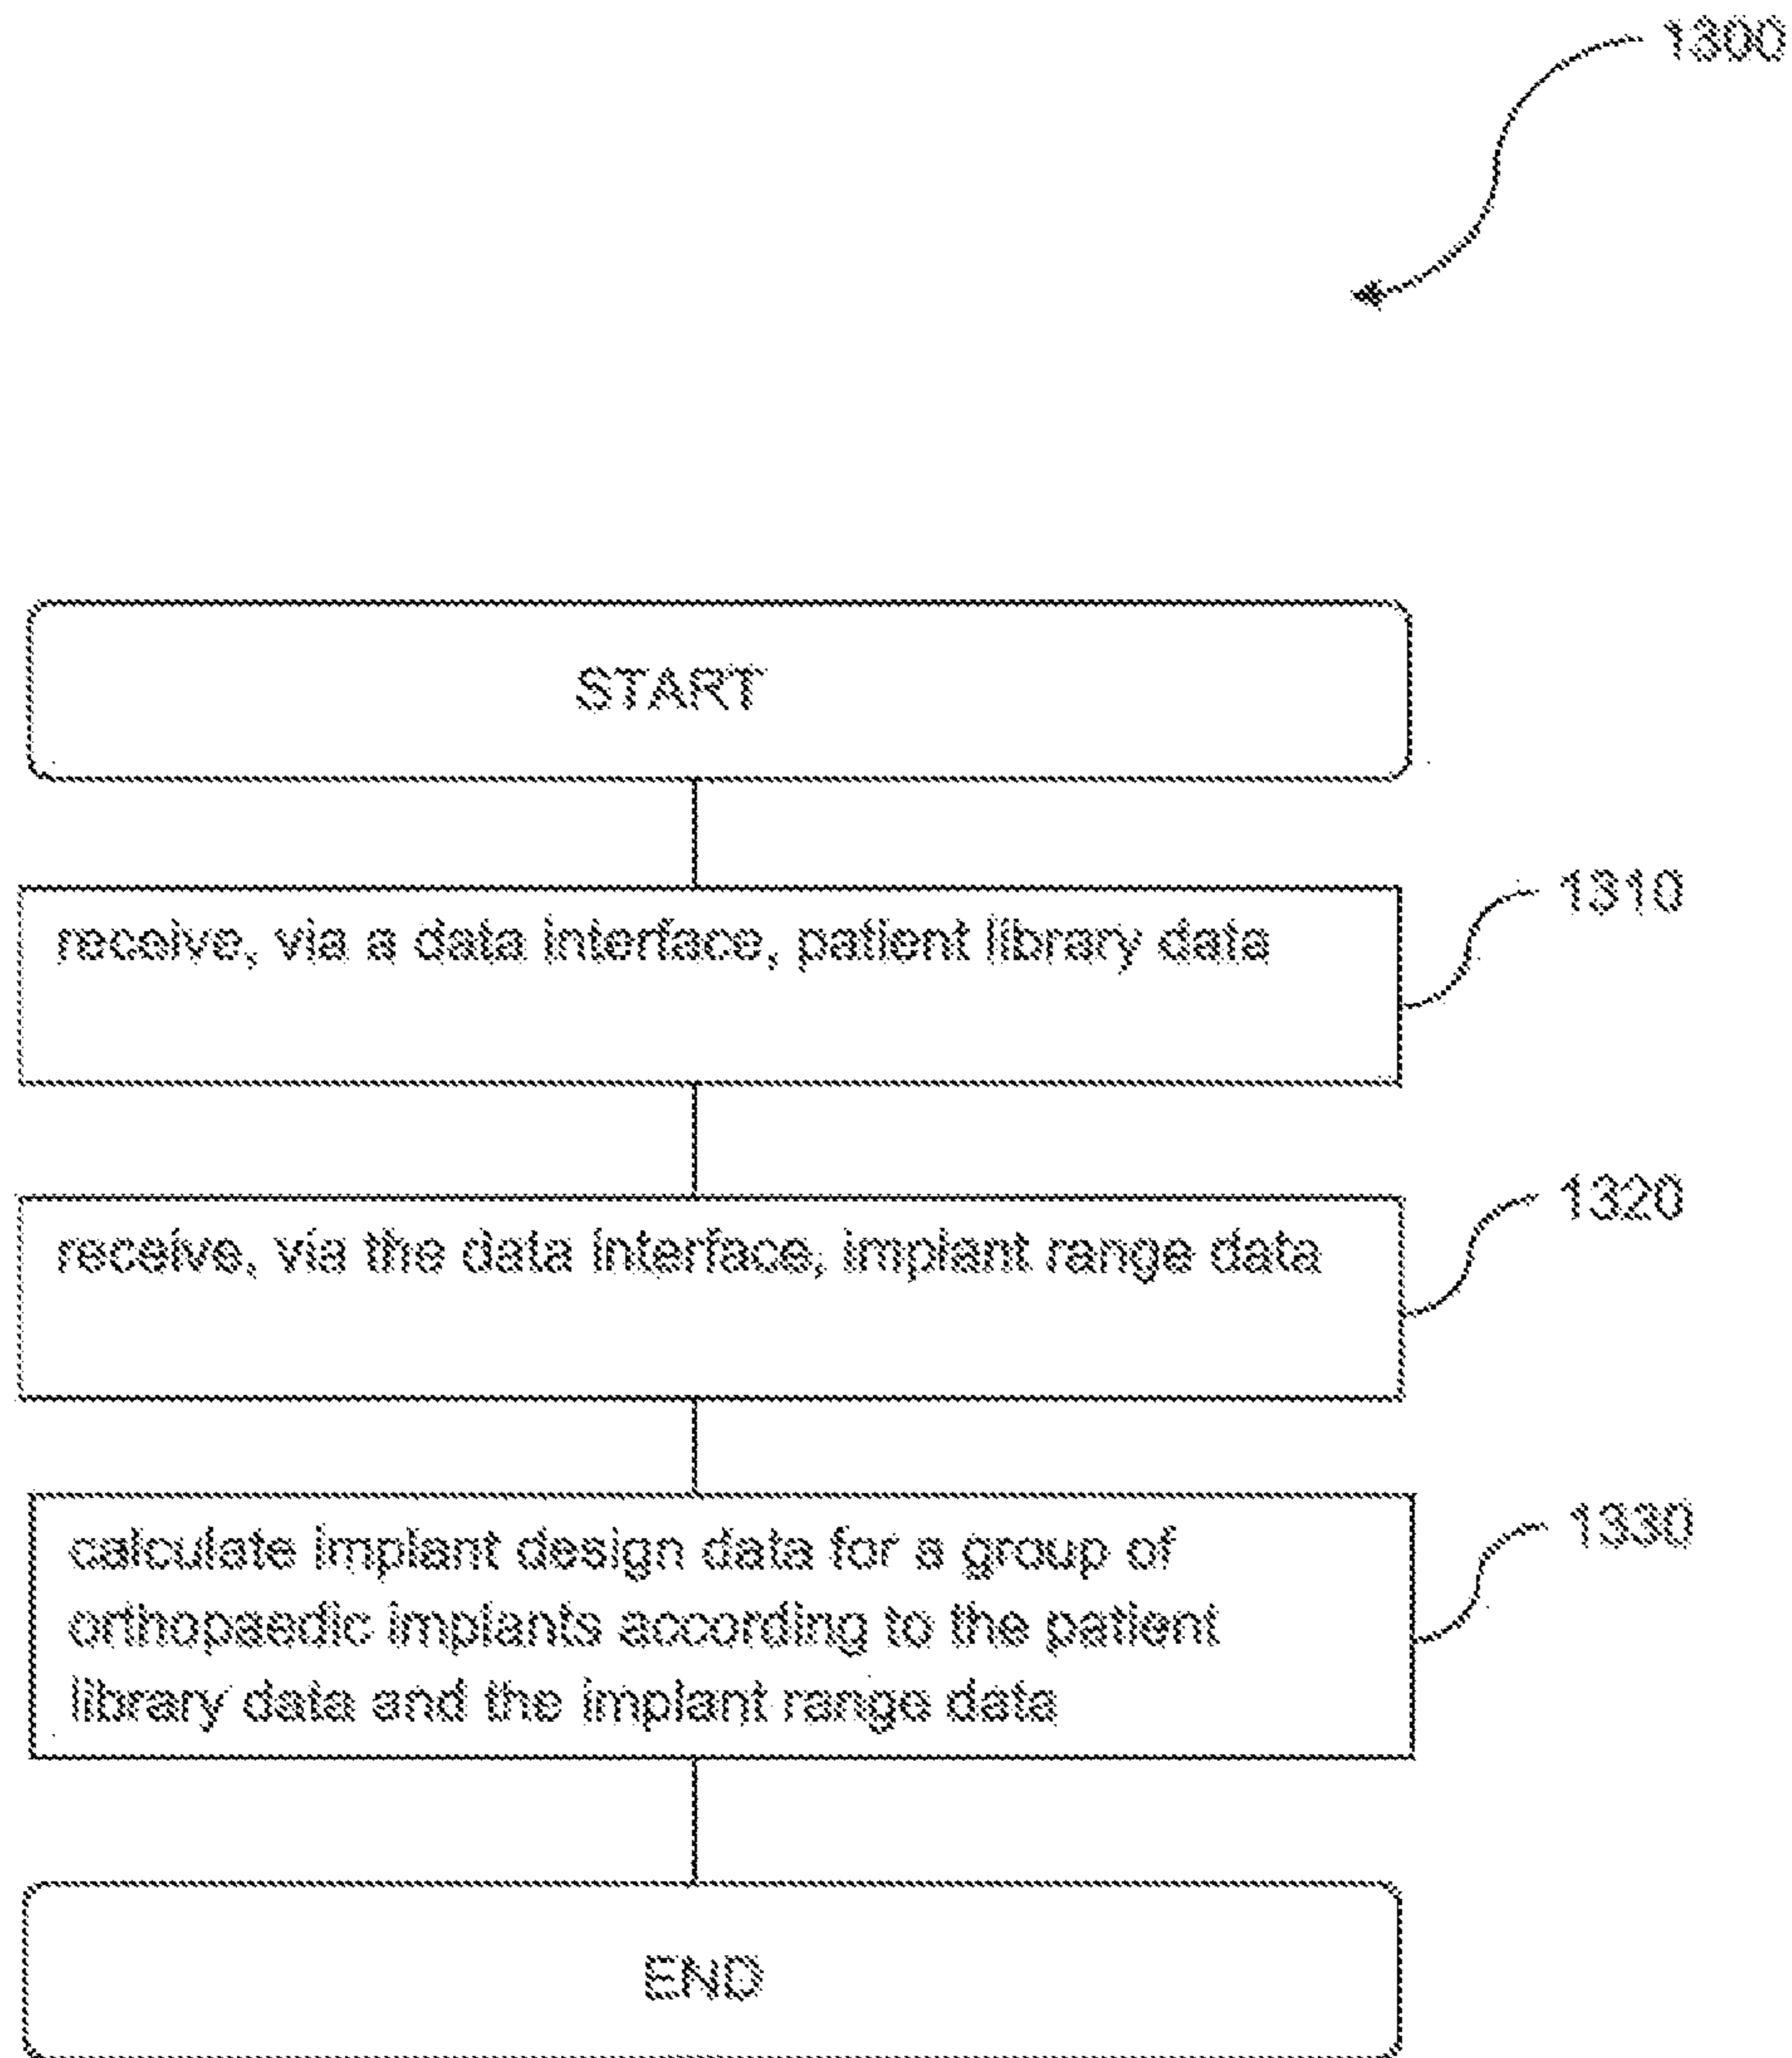 1300
START
receive, via a data interface, patient library data
1310
receive, via the data interface, implant range data
1320
calculate implant design data for a group of
orthopaedic implants according to the patient
library data and the implant range data
1330
END